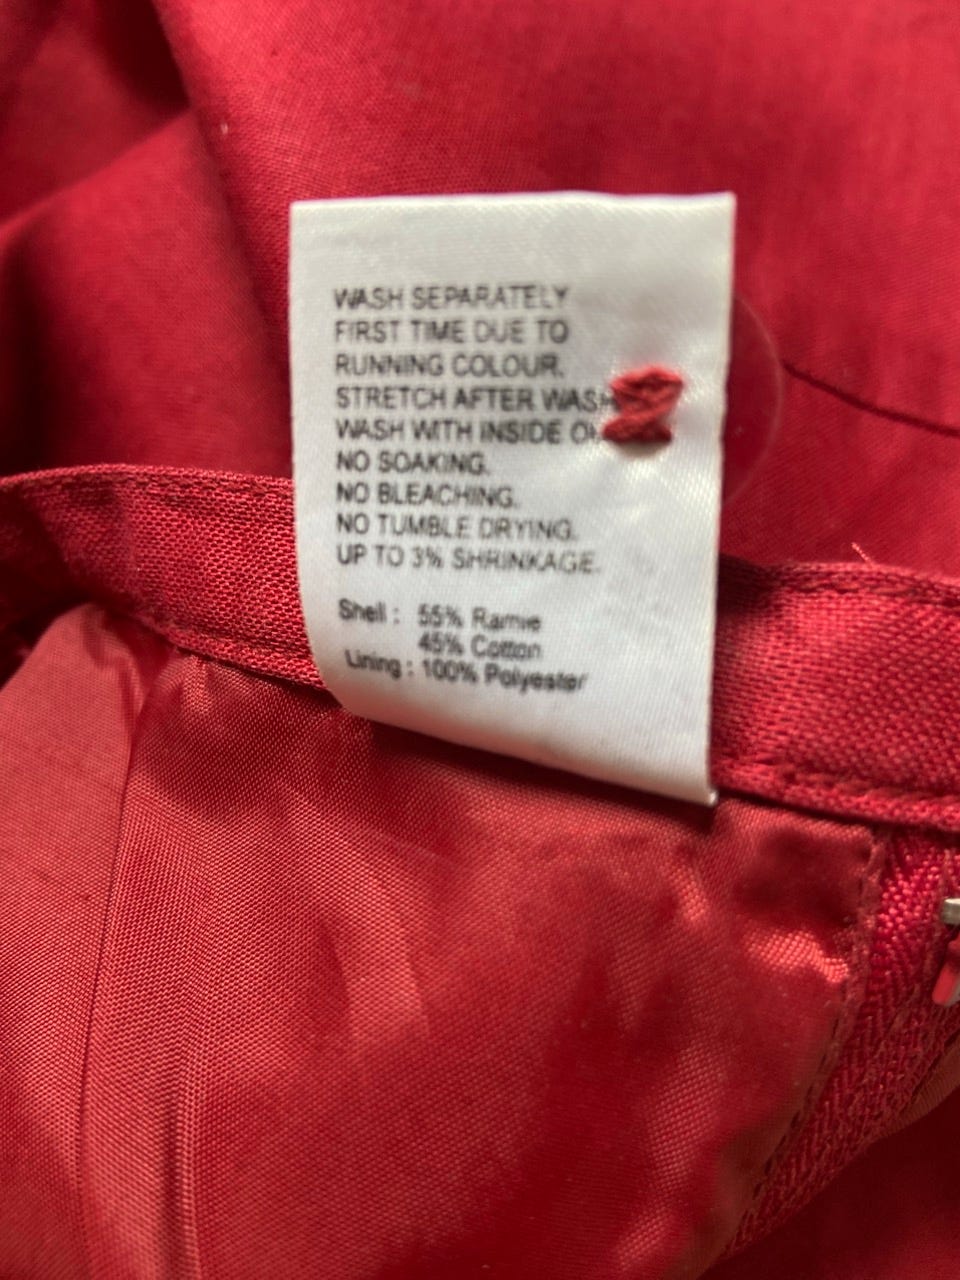 WASH SEPARATELY
FIRST TIME DUE TO
RUNNING COLOUR.
STRETCH AFTER WASH
WASH WITH INSIDE
NO SOAKING.
NO BLEACHING.
NO TUMBLE DRYING.
UP TO 3% SHRINKAGE.
Shell : 55% Ramie
45% Cotton
Lining : 100% Polyester